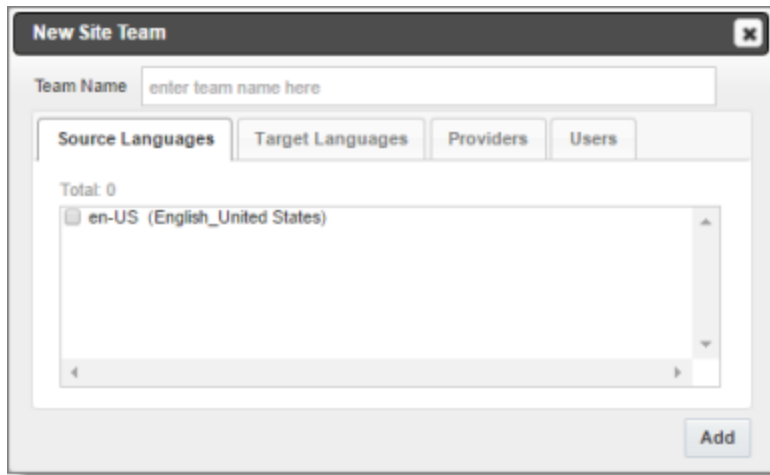 New Site Team
Team Name enter team name here
Source Languages Target Languages Providers Users
Total: 0
en-US (English_United States)
Add